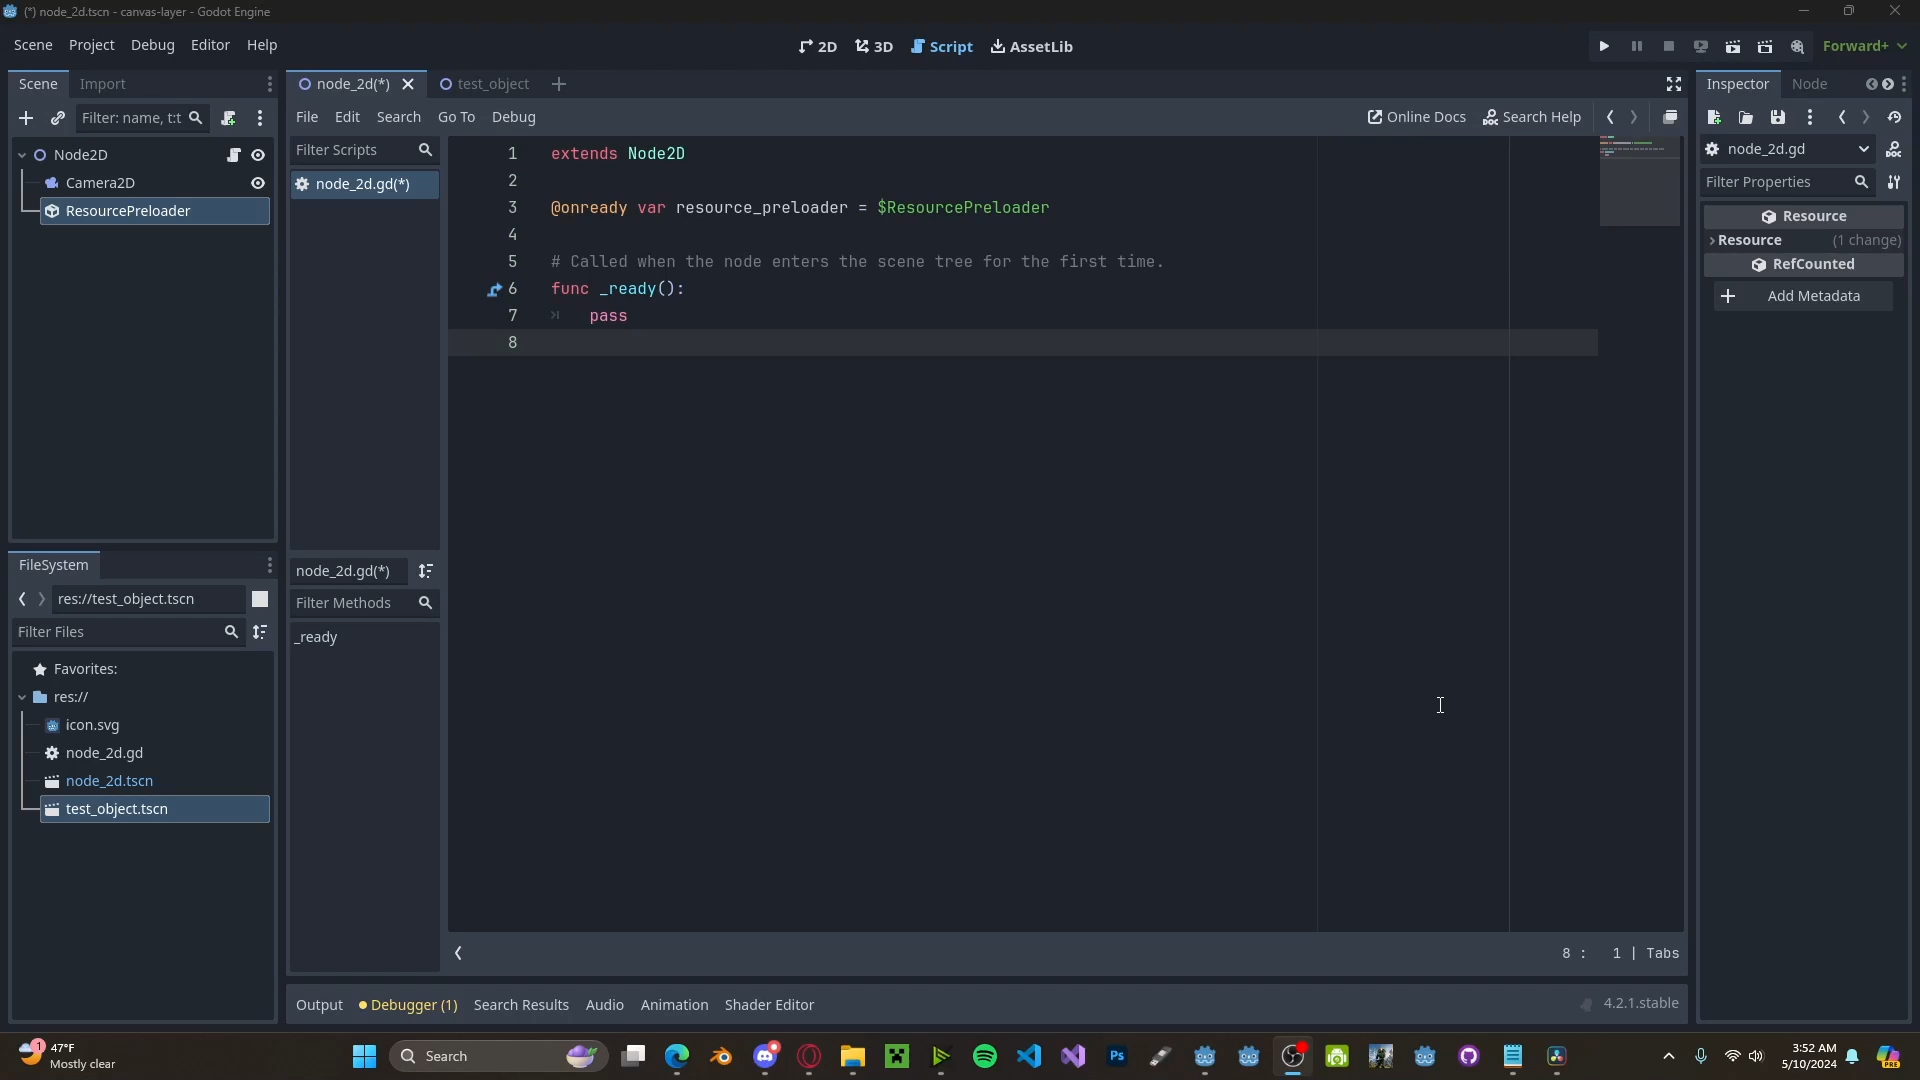 (*) node_2d.tscn - canvas-layer - Godot Engine
Scene Project Debug Editor Help
2D 3D Script AssetLib
Forward+
Scene Import
Filter: name, t:t
Node2D
Camera2D
ResourcePreloader
FileSystem
res://test_object.tscn
Filter Files
Favorites:
res://
icon.svg
node_2d.gd
node_2d.tscn
test_object.tscn
node_2d(*) test_object
File Edit Search Go To Debug
Online Docs Search Help
Filter Scripts
node_2d.gd(*)
node_2d.gd(*)
Filter Methods
_ready
1 extends Node2D
2
3 @onready var resource_preloader = $ResourcePreloader
4
5 # Called when the node enters the scene tree for the first time.
6 func _ready():
7 pass
8
8 : 1 | Tabs
Output Debugger (1) Search Results Audio Animation Shader Editor
4.2.1.stable
Inspector Node
node_2d.gd
Filter Properties
Resource
Resource (1 change)
RefCounted
Add Metadata
1
47°F
Mostly clear
Search
Ps
3:52 AM
5/10/2024
PRE